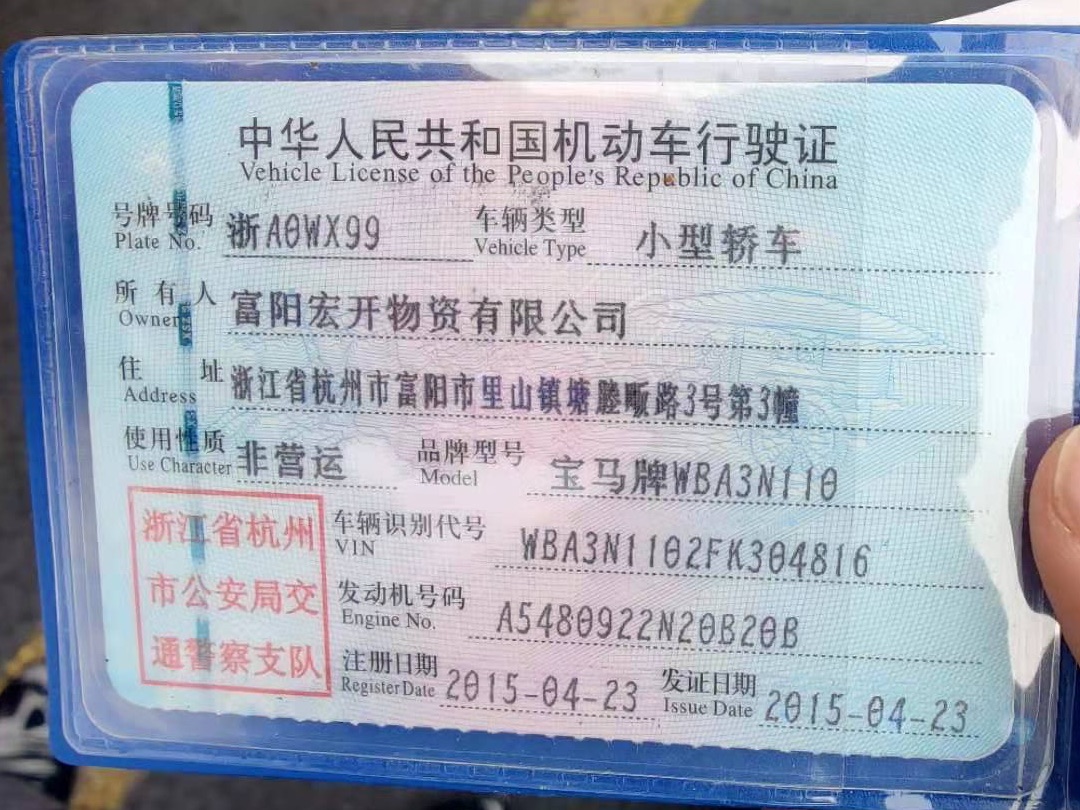 中华人民共和国机动车行驶证
Vehicle License of the People's Republic of China
号牌号码 浙A0WX99 车辆类型 小型轿车
Plate No. Vehicle Type
所有人 富阳宏开物资有限公司
Owner
住址 浙江省杭州市富阳市里山镇塘塍畈路3号第3幢
Address
使用性质 非营运 品牌型号 宝马牌WBA3N110
Use Character Model
浙江省杭州
市公安局交
通警察支队
车辆识别代号 WBA3N1102FK304816
VIN
发动机号码 A5480922N20B20B
Engine No.
注册日期 2015-04-23 发证日期 2015-04-23
Register Date Issue Date